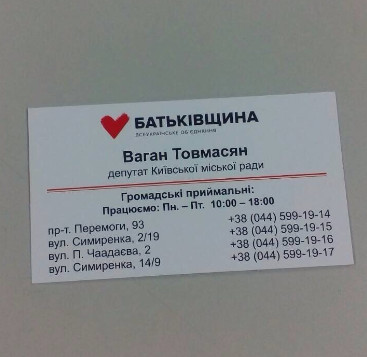 БАТЬКІВЩИНА
ВСЕУКРАЇНСЬКЕ ОБ'ЄДНАННЯ
Ваган Товмасян
депутат Київської міської ради
Громадські приймальні:
Працюємо: Пн. – Пт. 10:00 – 18:00
пр-т. Перемоги, 93 +38 (044) 599-19-14
вул. Симиренка, 2/19 +38 (044) 599-19-15
вул. П. Чаадаєва, 2 +38 (044) 599-19-16
вул. Симиренка, 14/9 +38 (044) 599-19-17